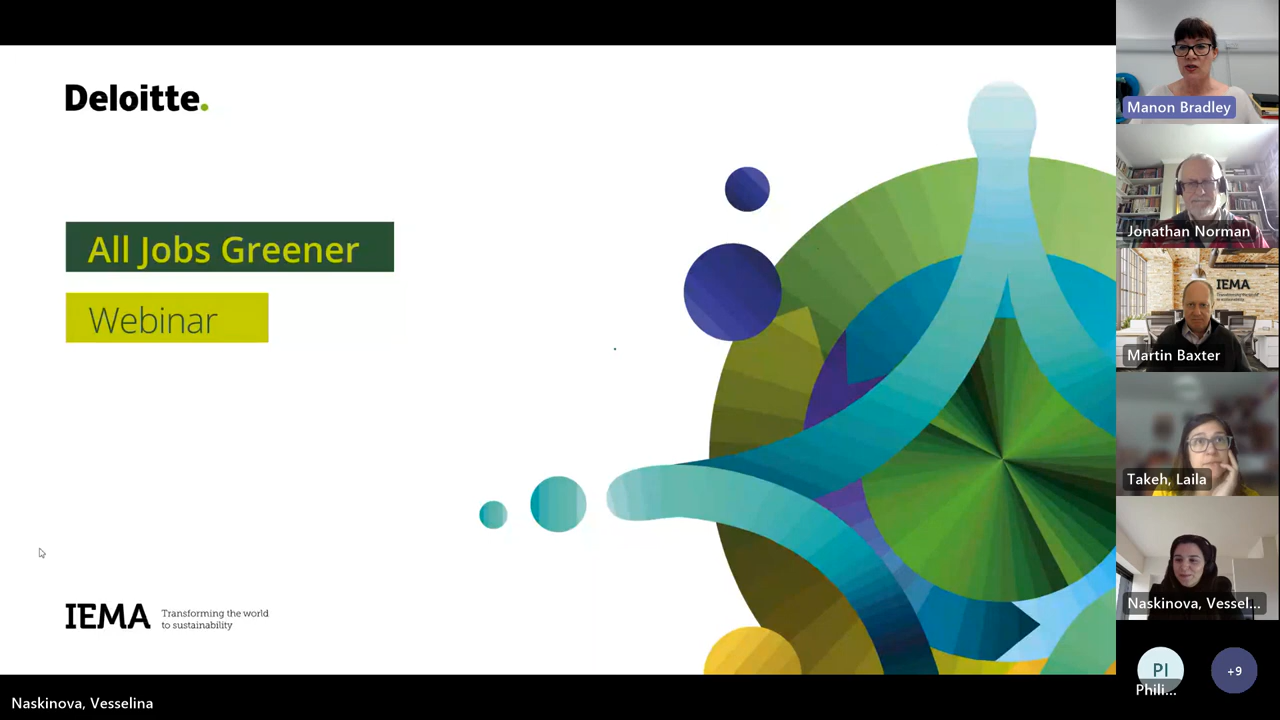 Deloitte.
All Jobs Greener
Webinar
IEMA
Transforming the world
to sustainability
Naskinova, Vesselina
Manon Bradley
Jonathan Norman
IEMA
Martin Baxter
Takeh, Laila
Naskinova, Vessel...
PI
Phili...
+9